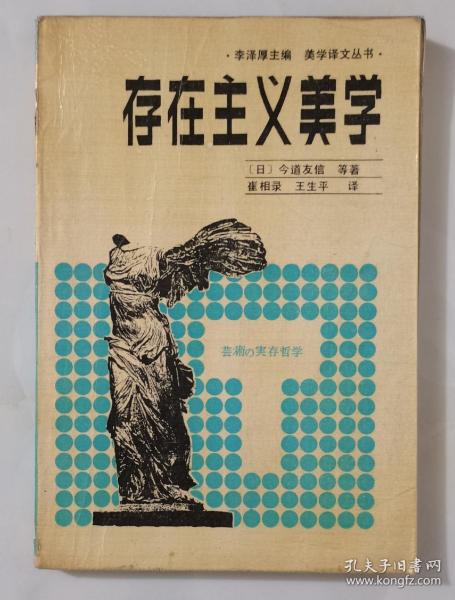 ·李泽厚主编 美学译文丛书·
存在主义美学
〔日〕今道友信 等著
崔相录 王生平 译
芸術の実存哲学
孔夫子旧书网
www.kongfz.com